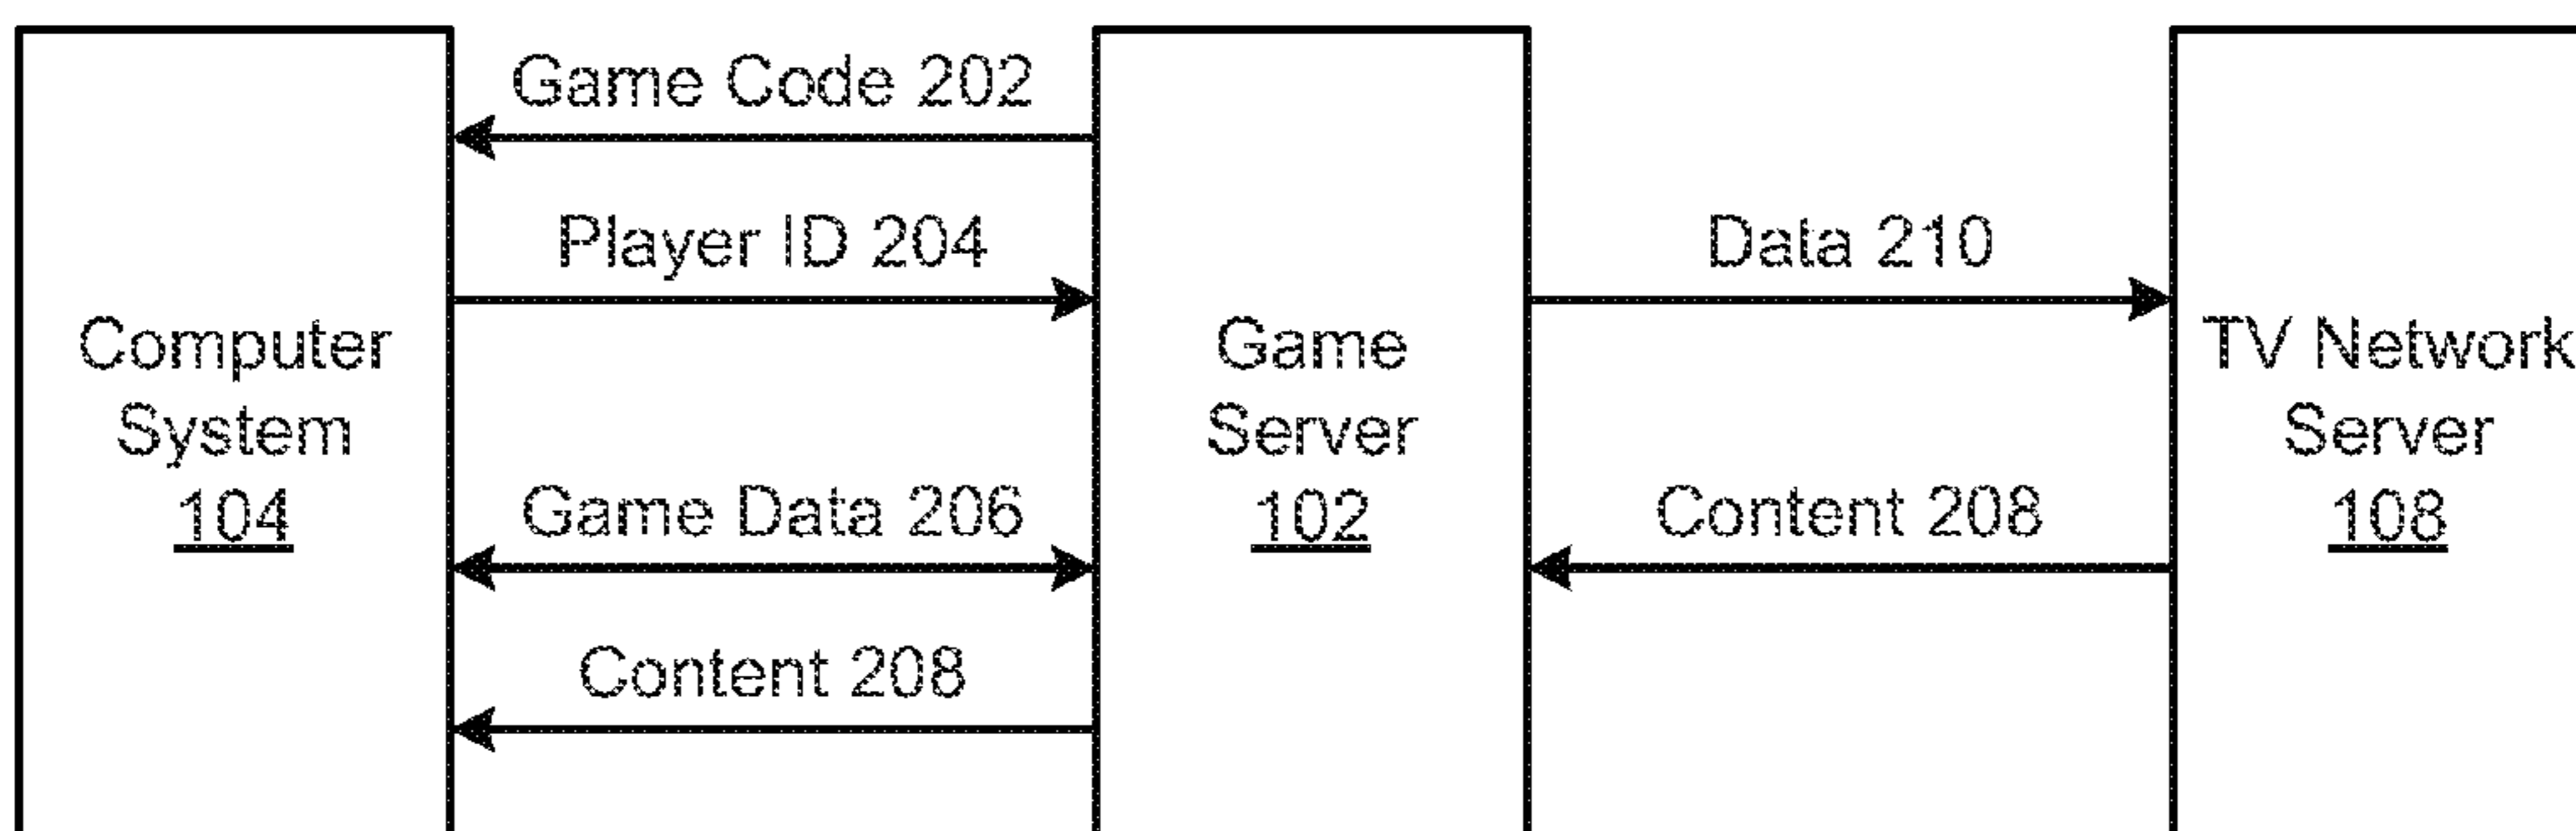 Game Code 202
Player ID 204
Computer
System
104
Game Data 206
Content 208
Game
Server
102
Data 210
Content 208
TV Network
Server
108